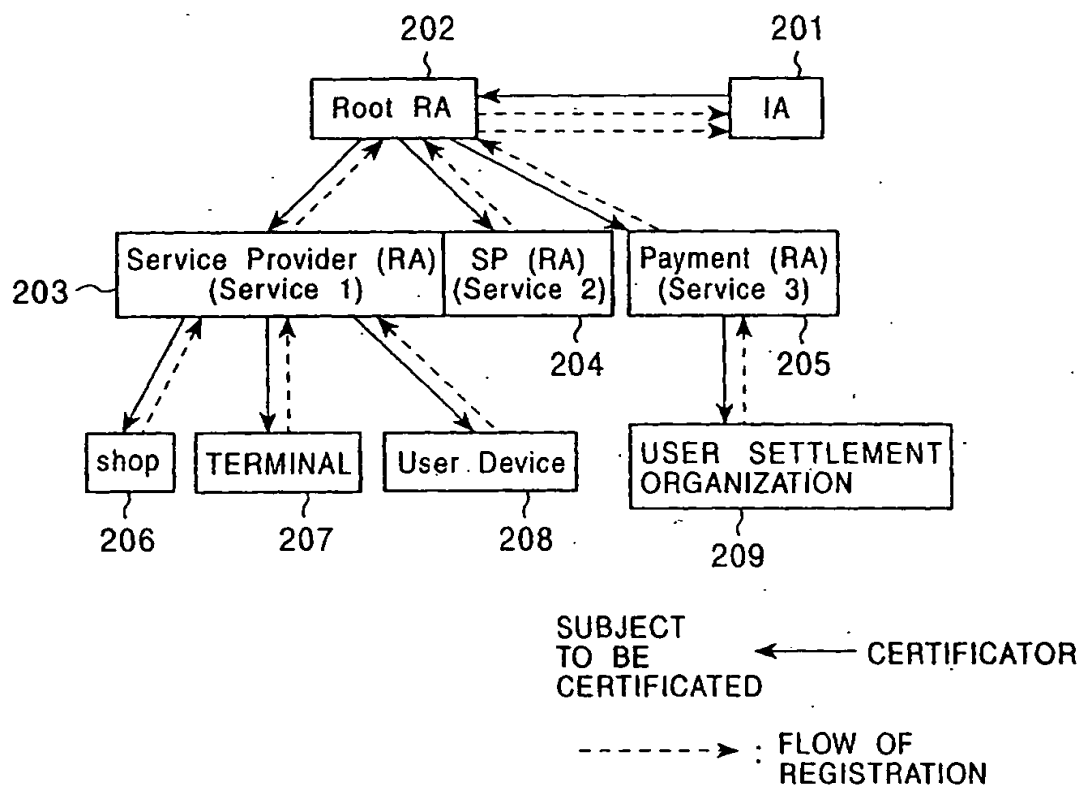 202
201
Root RA
IA
Service Provider (RA)
(Service 1)
SP (RA)
(Service 2)
Payment (RA)
(Service 3)
203
204
205
shop
TERMINAL
User Device
USER SETTLEMENT
ORGANIZATION
206
207
208
209
SUBJECT
TO BE
CERTIFICATED
CERTIFICATOR
: FLOW OF
REGISTRATION